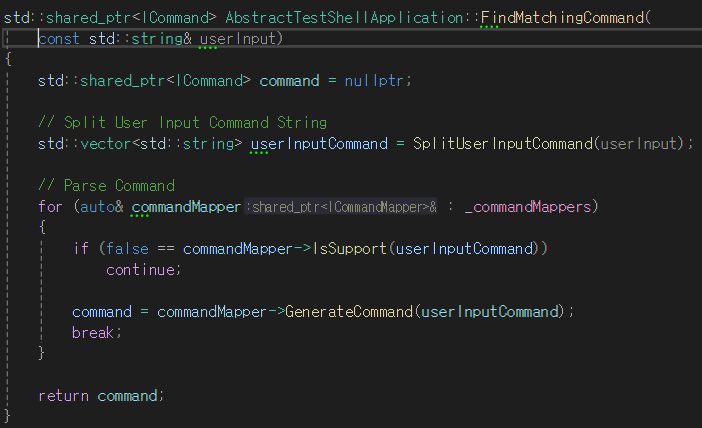 std::shared_ptr<ICommand> AbstractTestShellApplication::FindMatchingCommand(
    const std::string& userInput)
{
    std::shared_ptr<ICommand> command = nullptr;

    // Split User Input Command String
    std::vector<std::string> userInputCommand = SplitUserInputCommand(userInput);

    // Parse Command
    for (auto& commandMapper :shared_ptr<ICommandMapper>& : _commandMappers)
    {
        if (false == commandMapper->IsSupport(userInputCommand))
            continue;

        command = commandMapper->GenerateCommand(userInputCommand);
        break;
    }

    return command;
}